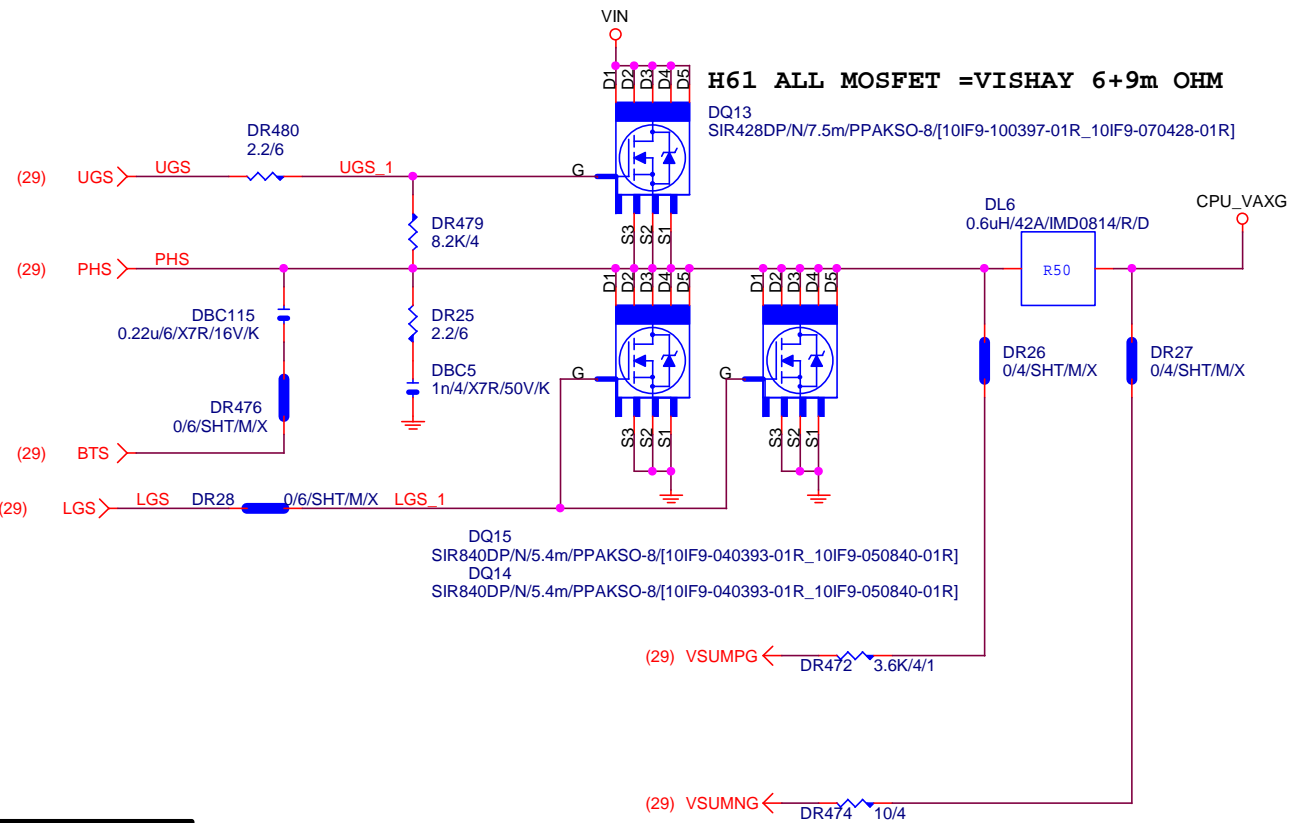 VIN
D1 D2 D3 D4 D5
H61 ALL MOSFET =VISHAY 6+9m OHM
DQ13
SIR428DP/N/7.5m/PPAKSO-8/[10IF9-100397-01R_10IF9-070428-01R]
DR480
2.2/6
(29) UGS UGS UGS_1 G
S3 S2 S1
DR479
8.2K/4
DL6
0.6uH/42A/IMD0814/R/D
CPU_VAXG
(29) PHS PHS
R50
D1 D2 D3 D4 D5
D1 D2 D3 D4 D5
DBC115
0.22u/6/X7R/16V/K
DR25
2.2/6
DR26
0/4/SHT/M/X
DR27
0/4/SHT/M/X
G
G
DBC5
1n/4/X7R/50V/K
DR476
0/6/SHT/M/X
S3 S2 S1
S3 S2 S1
(29) BTS
(29) LGS LGS DR28 0/6/SHT/M/X LGS_1
DQ15
SIR840DP/N/5.4m/PPAKSO-8/[10IF9-040393-01R_10IF9-050840-01R]
DQ14
SIR840DP/N/5.4m/PPAKSO-8/[10IF9-040393-01R_10IF9-050840-01R]
(29) VSUMPG
DR472 3.6K/4/1
(29) VSUMNG
DR474 10/4